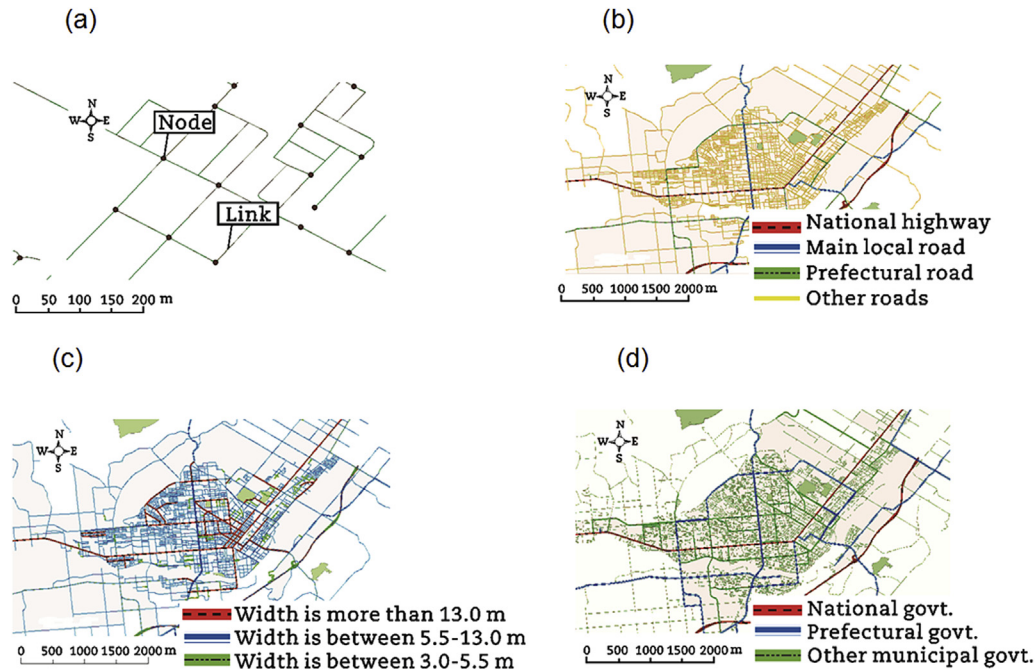 (a)
(b)
N
W E
S
Node
Link
0 50 100 150 200 m
N
W E
S
National highway
Main local road
Prefectural road
Other roads
0 500 1000 1500 2000 m
(c)
(d)
N
W E
S
Width is more than 13.0 m
Width is between 5.5-13.0 m
Width is between 3.0-5.5 m
0 500 1000 1500 2000 m
N
W E
S
National govt.
Prefectural govt.
Other municipal govt.
0 500 1000 1500 2000 m